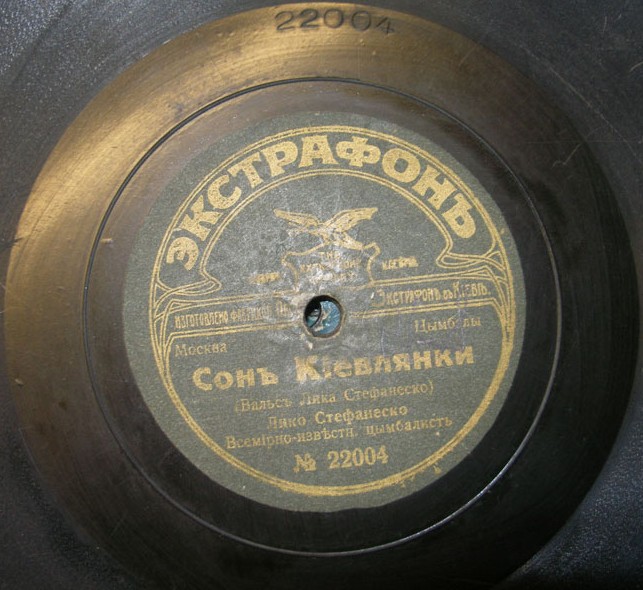 22004
ЭКСТРАФОНЪ
ИЗГОТОВЛЕНО ФАБРИКОЙ
ЭКСТРАФОНЪ въ КІЕВѢ.
Москва
Цымбалы
Сонъ Кіевлянки
(Вальсъ Лика Стефанеско)
Лико Стефанеско
Всемірно-извѣстн. цымбалистъ
№ 22004